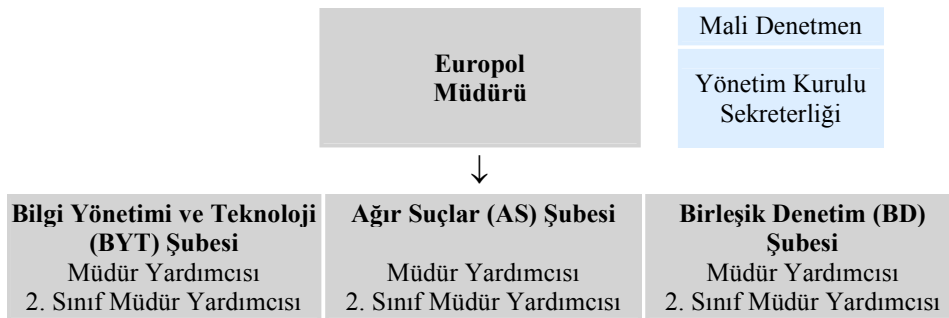 Europol
Müdürü
Mali Denetmen
Yönetim Kurulu
Sekreterliği
↓
Bilgi Yönetimi ve Teknoloji
(BYT) Şubesi
Müdür Yardımcısı
2. Sınıf Müdür Yardımcısı
Ağır Suçlar (AS) Şubesi
Müdür Yardımcısı
2. Sınıf Müdür Yardımcısı
Birleşik Denetim (BD)
Şubesi
Müdür Yardımcısı
2. Sınıf Müdür Yardımcısı